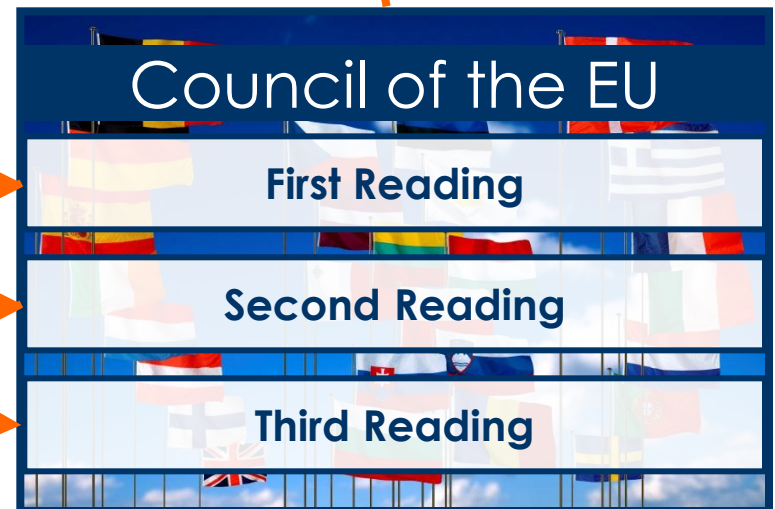 Council of the EU
First Reading
Second Reading
Third Reading